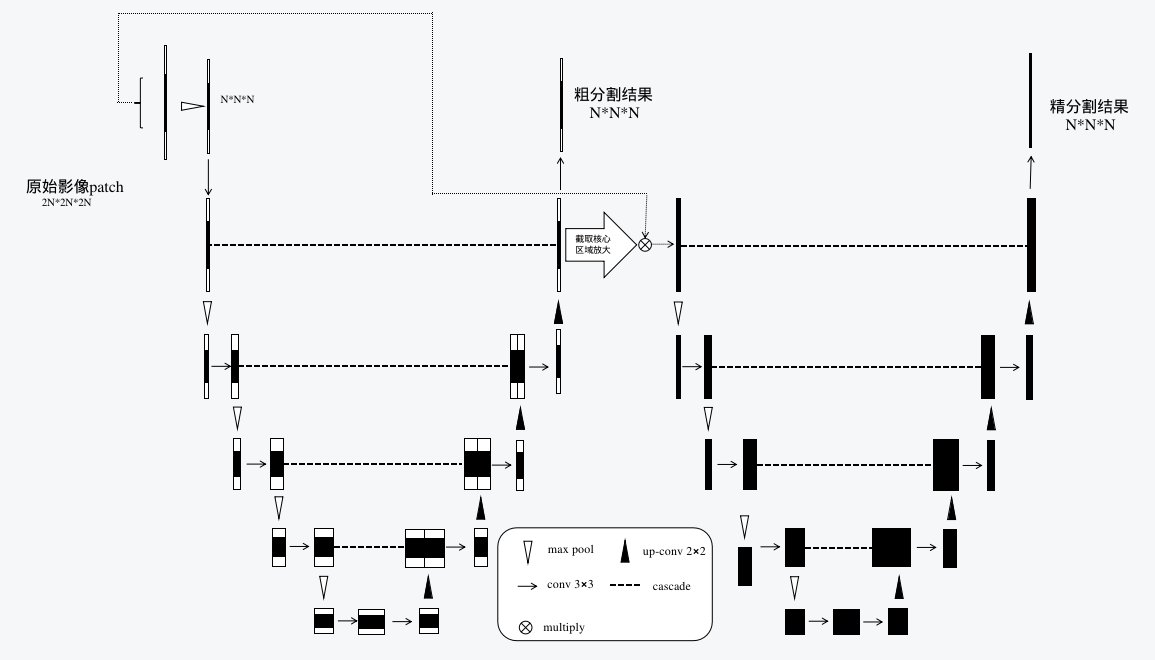 N*N*N
粗分割结果
N*N*N
精分割结果
N*N*N
原始影像patch
2N*2N*2N
截取核心
区域放大
max pool
up-conv 2×2
conv 3×3
cascade
multiply